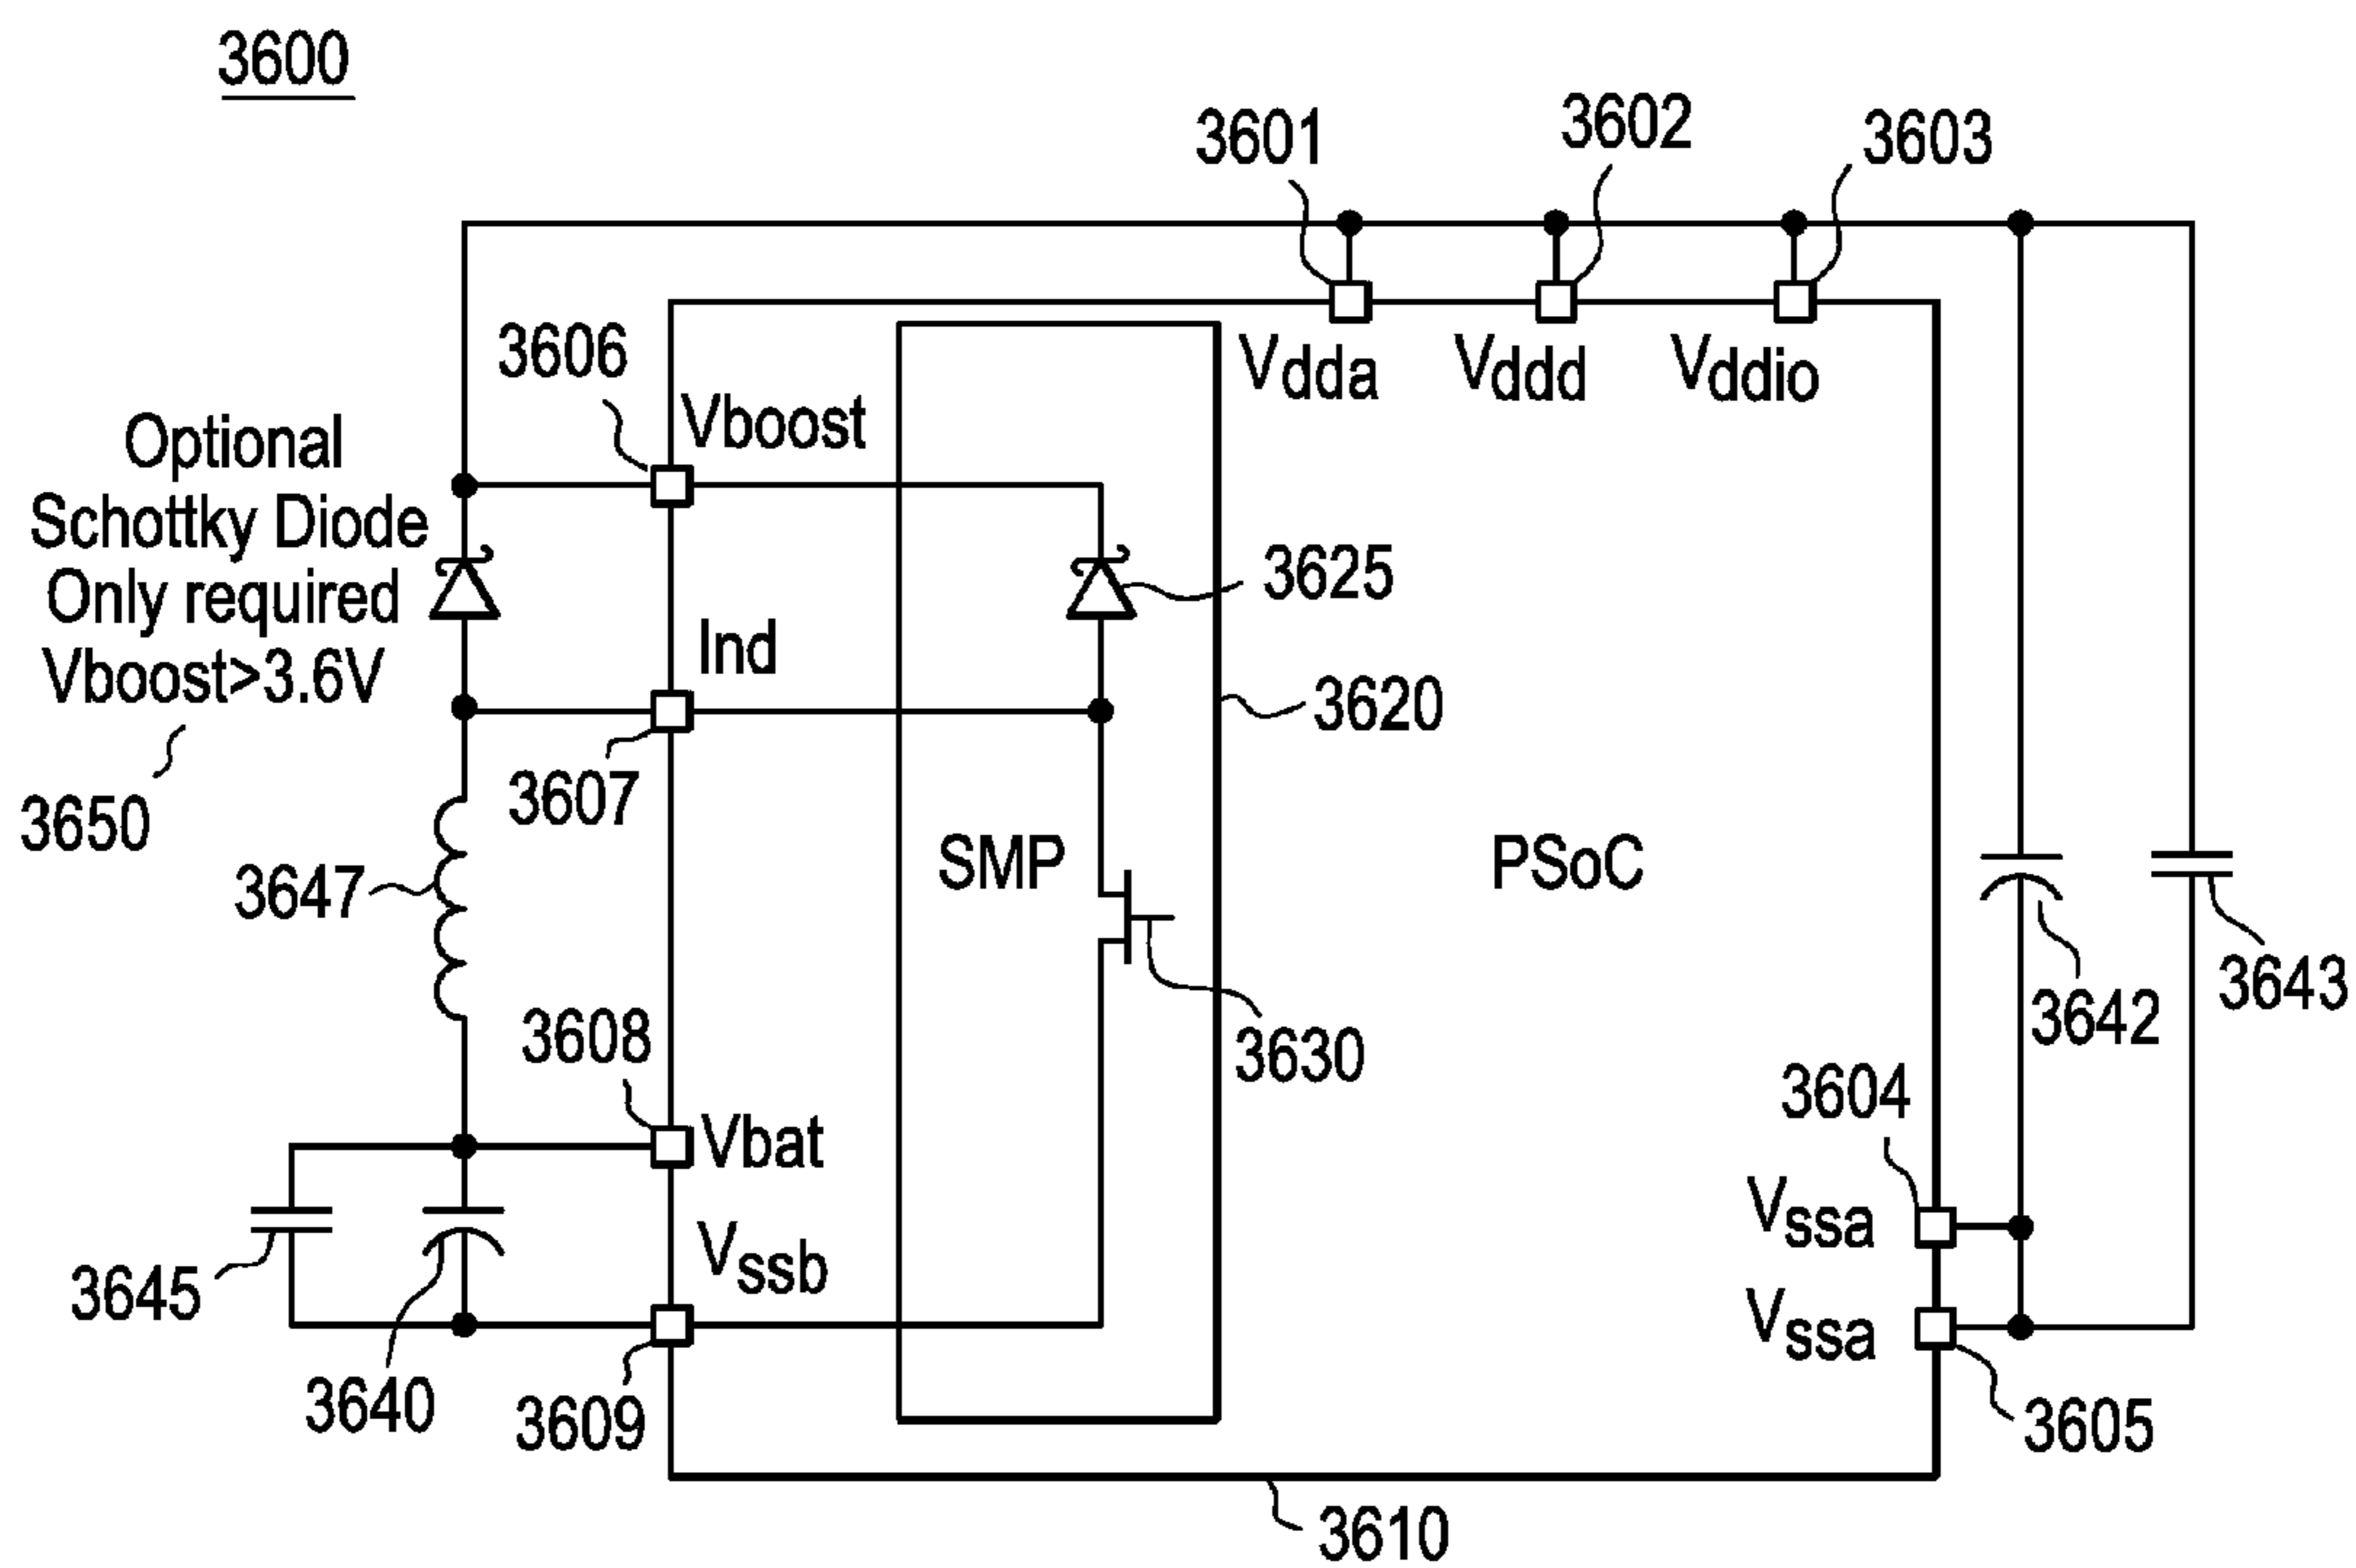 3600
3601
3602
3603
3606
Vdda
Vddd
Vddio
Vboost
Optional
Schottky Diode
Only required
Vboost>3.6V
3625
Ind
3620
3607
3650
3647
SMP
PSoC
3643
3642
3608
3630
3604
Vbat
Vssa
Vssb
3645
Vssa
3640
3609
3605
3610